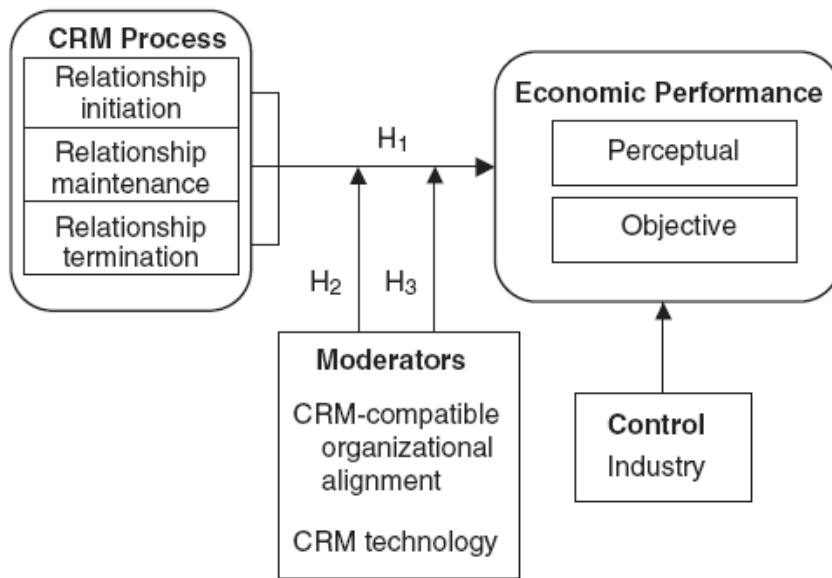 CRM Process
Relationship
initiation
Relationship
maintenance
Relationship
termination
H1
H2
H3
Economic Performance
Perceptual
Objective
Moderators
CRM-compatible
organizational
alignment
CRM technology
Control
Industry